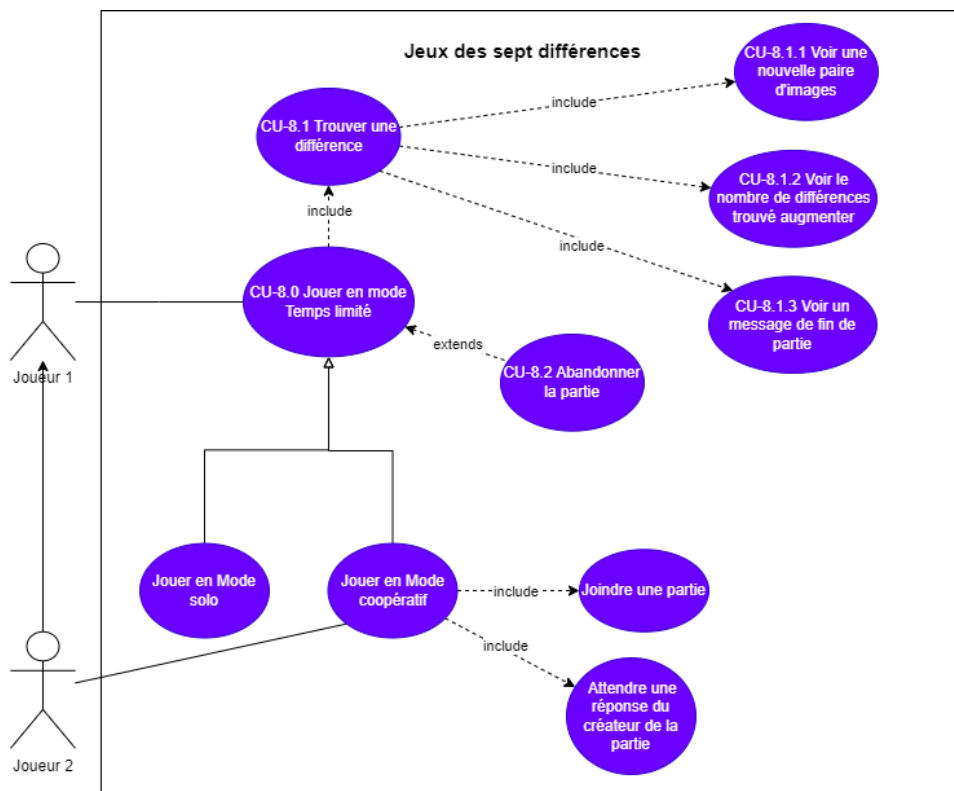 Jeux des sept différences
CU-8.1.1 Voir une
nouvelle paire
d'images
include
CU-8.1 Trouver une
différence
include
CU-8.1.2 Voir le
nombre de différences
trouvé augmenter
include
include
CU-8.1.3 Voir un
message de fin de
partie
CU-8.0 Jouer en mode
Temps limité
extends
CU-8.2 Abandonner
la partie
Joueur 1
Jouer en Mode
solo
Jouer en Mode
coopératif
include
Joindre une partie
include
Attendre une
réponse du
créateur de la
partie
Joueur 2